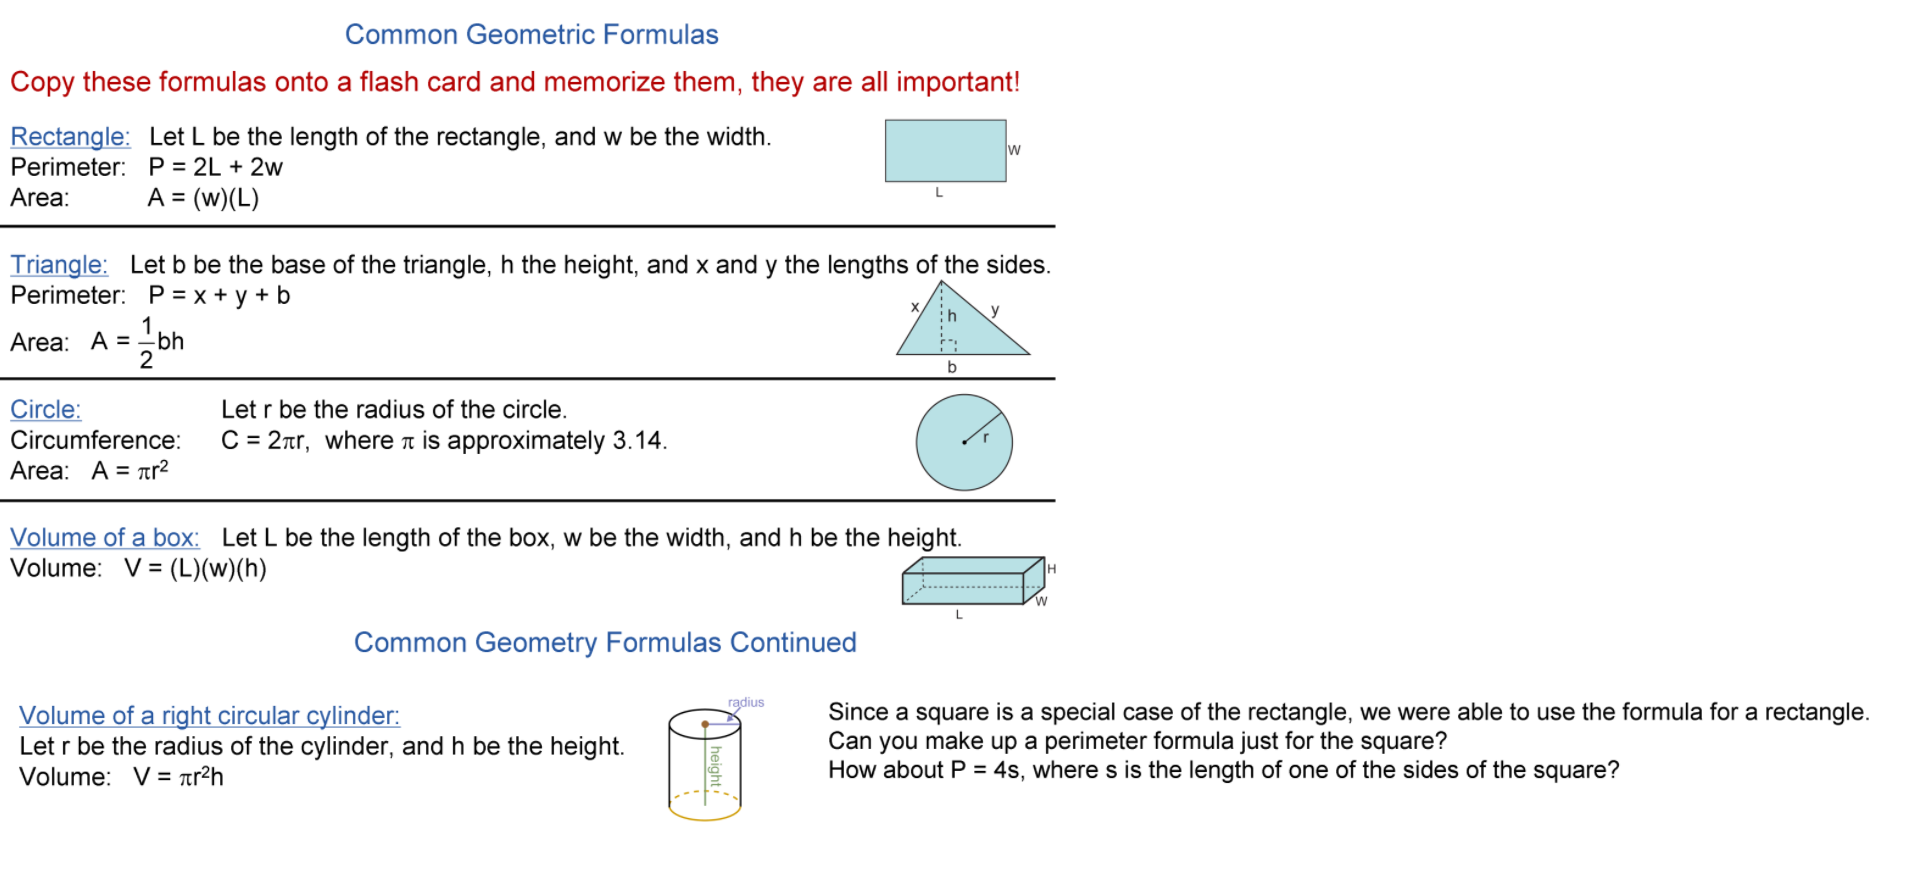 Common Geometric Formulas
Copy these formulas onto a flash card and memorize them, they are all important!
Rectangle: Let L be the length of the rectangle, and w be the width.
Perimeter: P = 2L + 2w
Area: A = (w)(L)
W
L
Triangle: Let b be the base of the triangle, h the height, and x and y the lengths of the sides.
Perimeter: P = x + y + b
Area: A = 1/2 bh
x
h
y
b
Circle: Let r be the radius of the circle.
Circumference: C = 2πr, where π is approximately 3.14.
Area: A = πr²
r
Volume of a box: Let L be the length of the box, w be the width, and h be the height.
Volume: V = (L)(w)(h)
H
W
L
Common Geometry Formulas Continued
Volume of a right circular cylinder:
Let r be the radius of the cylinder, and h be the height.
Volume: V = πr²h
radius
height
Since a square is a special case of the rectangle, we were able to use the formula for a rectangle.
Can you make up a perimeter formula just for the square?
How about P = 4s, where s is the length of one of the sides of the square?